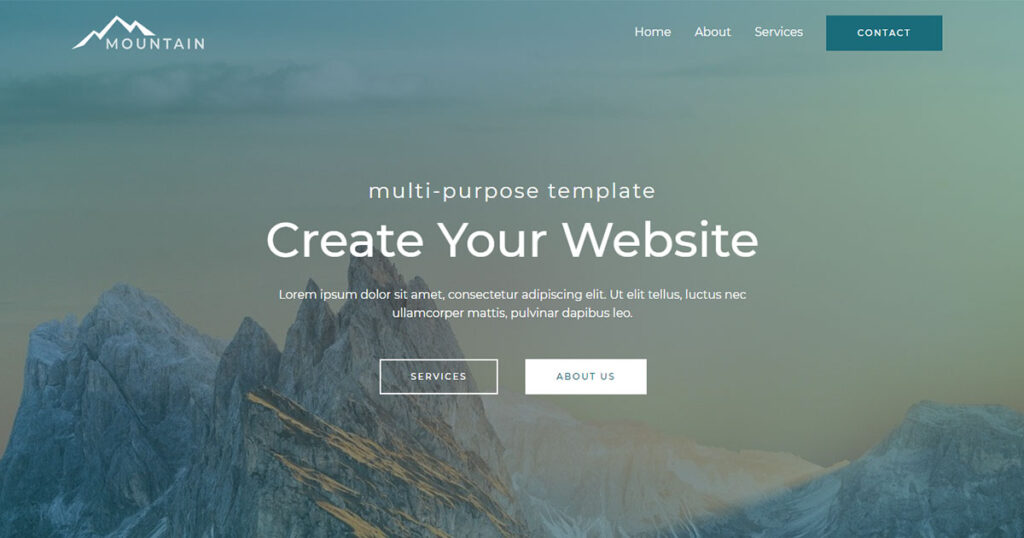 MOUNTAIN
Home About Services CONTACT
multi-purpose template
Create Your Website
Lorem ipsum dolor sit amet, consectetur adipiscing elit. Ut elit tellus, luctus nec
ullamcorper mattis, pulvinar dapibus leo.
SERVICES ABOUT US